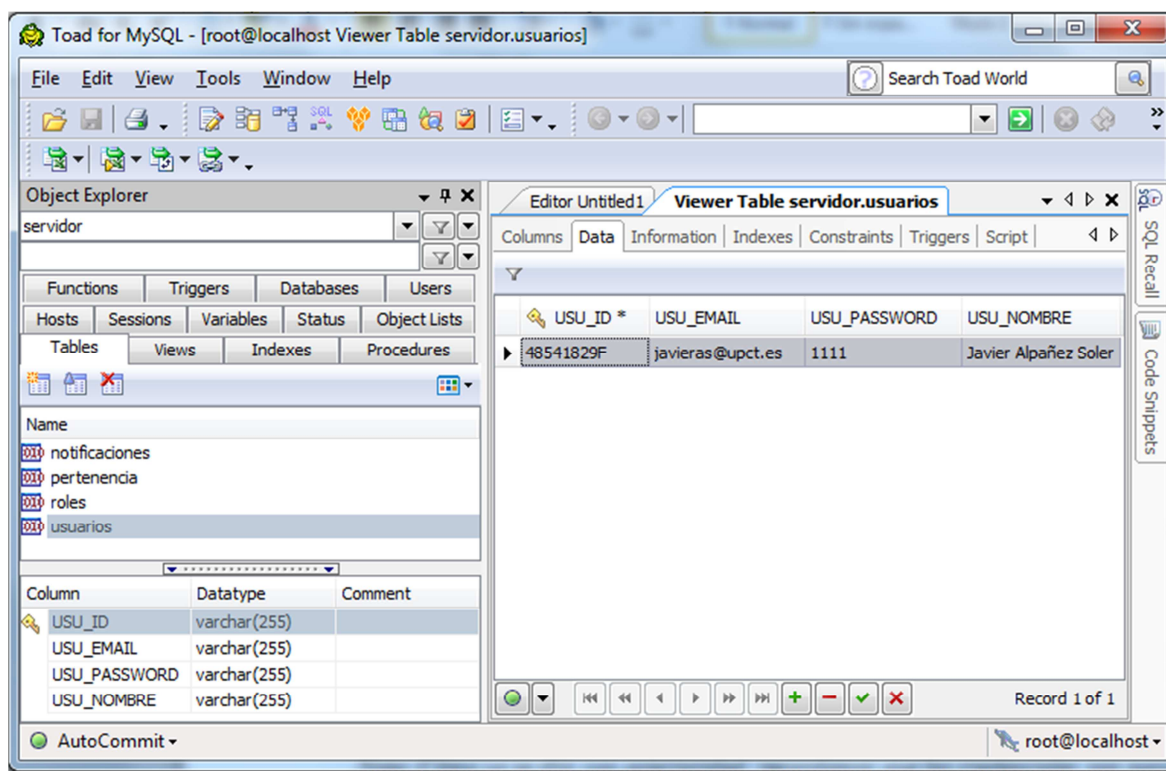 Toad for MySQL - [root@localhost Viewer Table servidor.usuarios]
File Edit View Tools Window Help
Search Toad World
SQL
Object Explorer
servidor
Functions Triggers Databases Users
Hosts Sessions Variables Status Object Lists
Tables Views Indexes Procedures
Name
notificaciones
pertenencia
roles
usuarios
Column Datatype Comment
USU_ID varchar(255)
USU_EMAIL varchar(255)
USU_PASSWORD varchar(255)
USU_NOMBRE varchar(255)
Editor Untitled1 Viewer Table servidor.usuarios
Columns Data Information Indexes Constraints Triggers Script
USU_ID * USU_EMAIL USU_PASSWORD USU_NOMBRE
48541829F javieras@upct.es 1111 Javier Alpañez Soler
Record 1 of 1
SQL Recall
Code Snippets
AutoCommit
root@localhost